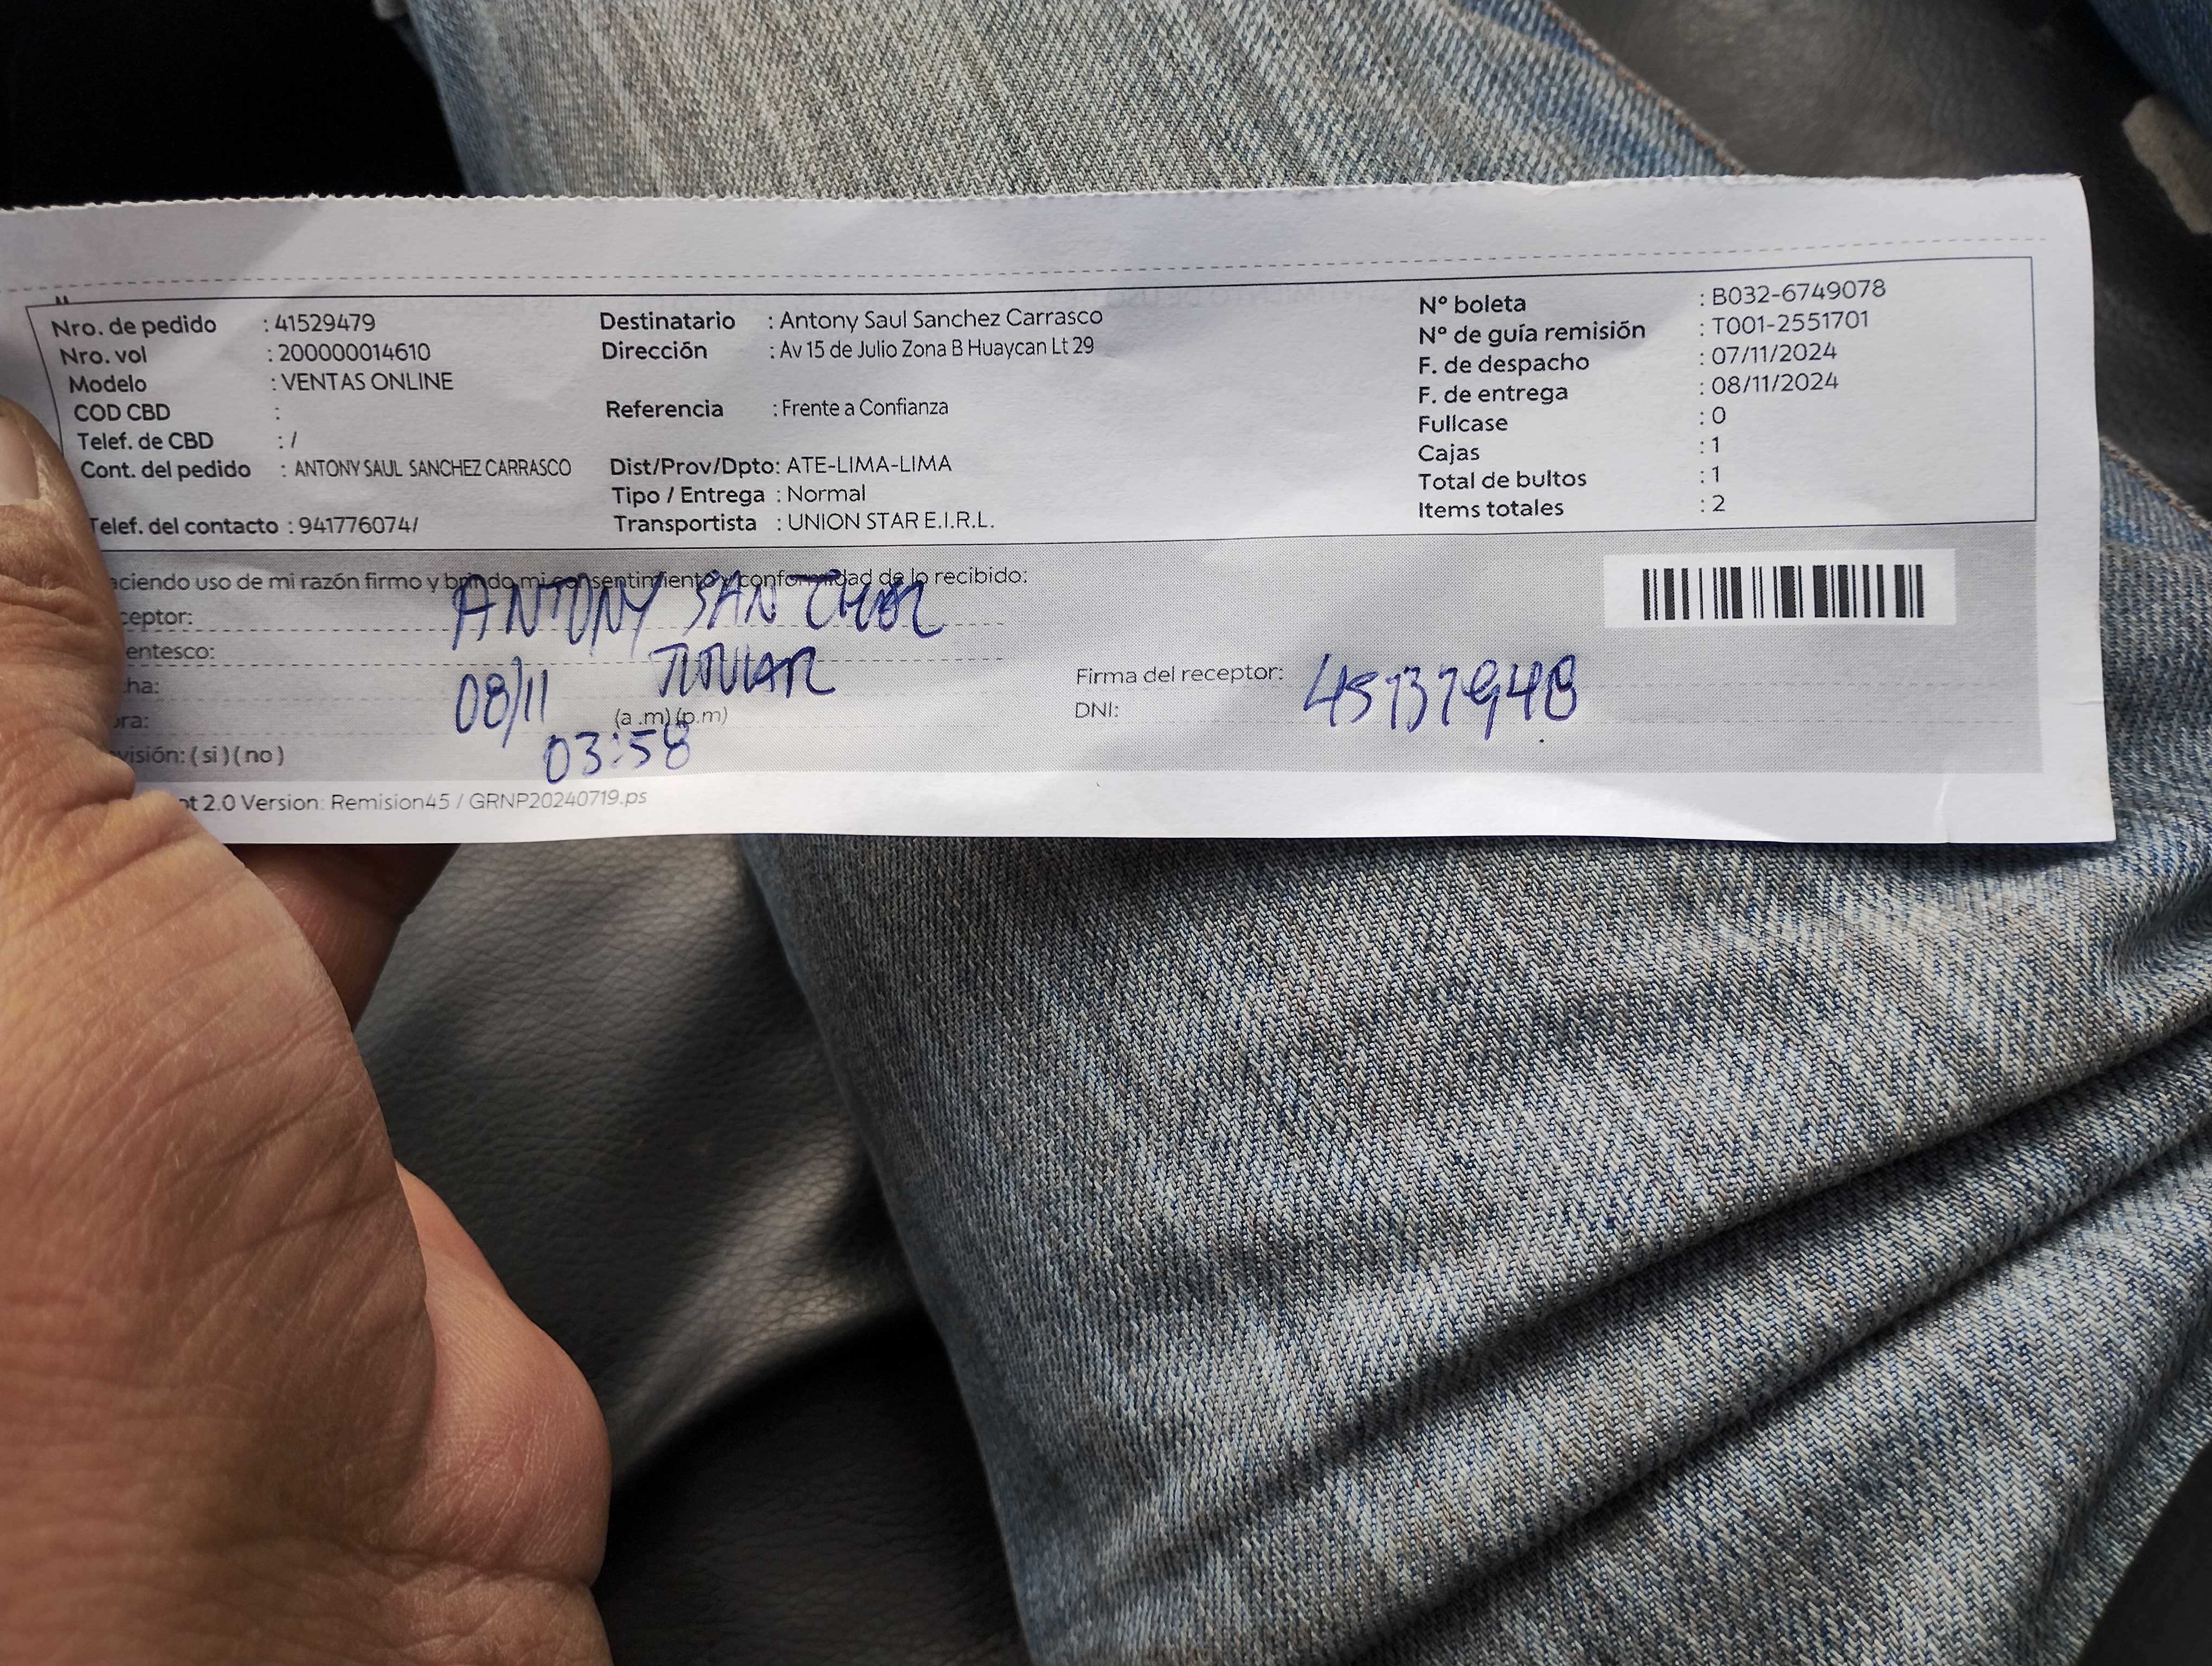 Nro. de pedido : 41529479
Nro. vol : 200000014610
Modelo : VENTAS ONLINE
COD CBD :
Telef. de CBD : /
Cont. del pedido : ANTONY SAUL SANCHEZ CARRASCO
Telef. del contacto : 941776074/
Destinatario : Antony Saul Sanchez Carrasco
Dirección : Av 15 de Julio Zona B Huaycan Lt 29
Referencia : Frente a Confianza
Dist/Prov/Dpto: ATE-LIMA-LIMA
Tipo / Entrega : Normal
Transportista : UNION STAR E.I.R.L.
Nº boleta : B032-6749078
Nº de guía remisión : T001-2551701
F. de despacho : 07/11/2024
F. de entrega : 08/11/2024
Fullcase : 0
Cajas : 1
Total de bultos : 1
Items totales : 2
aciendo uso de mi razón firmo y brindo mi consentimiento y conformidad de lo recibido:
ceptor: ANTONY SANCHEZ
entesco: TITULAR
ha: 08/11
ora: (a .m) (p.m)
03:58
visión: ( si ) ( no )
Firma del receptor:
DNI: 45137948
ot 2.0 Version: Remision45 / GRNP20240719.ps